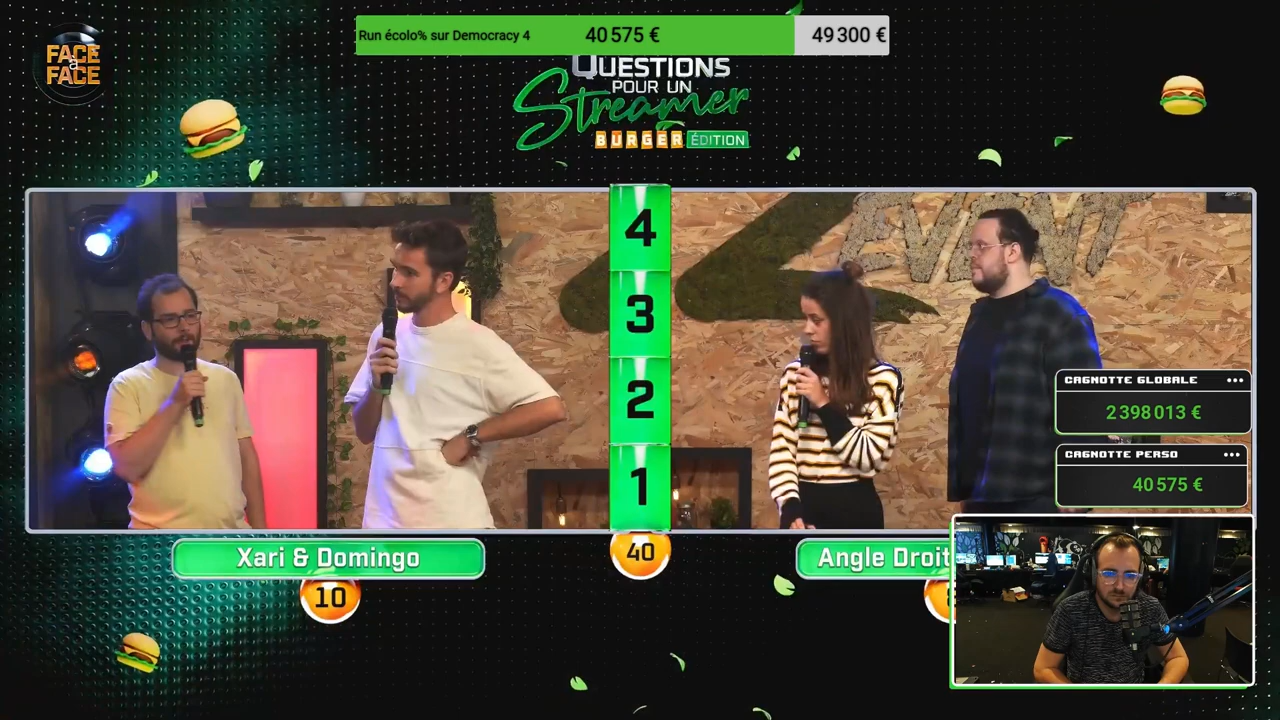 Run écolo% sur Democracy 4
40 575 €
49 300 €
FACE
à
FACE
QUESTIONS
POUR UN
Streamer
BURGER ÉDITION
4
3
2
1
ZEVENT
CAGNOTTE GLOBALE
2 398 013 €
CAGNOTTE PERSO
40 575 €
Xari & Domingo
40
Angle Droit
10